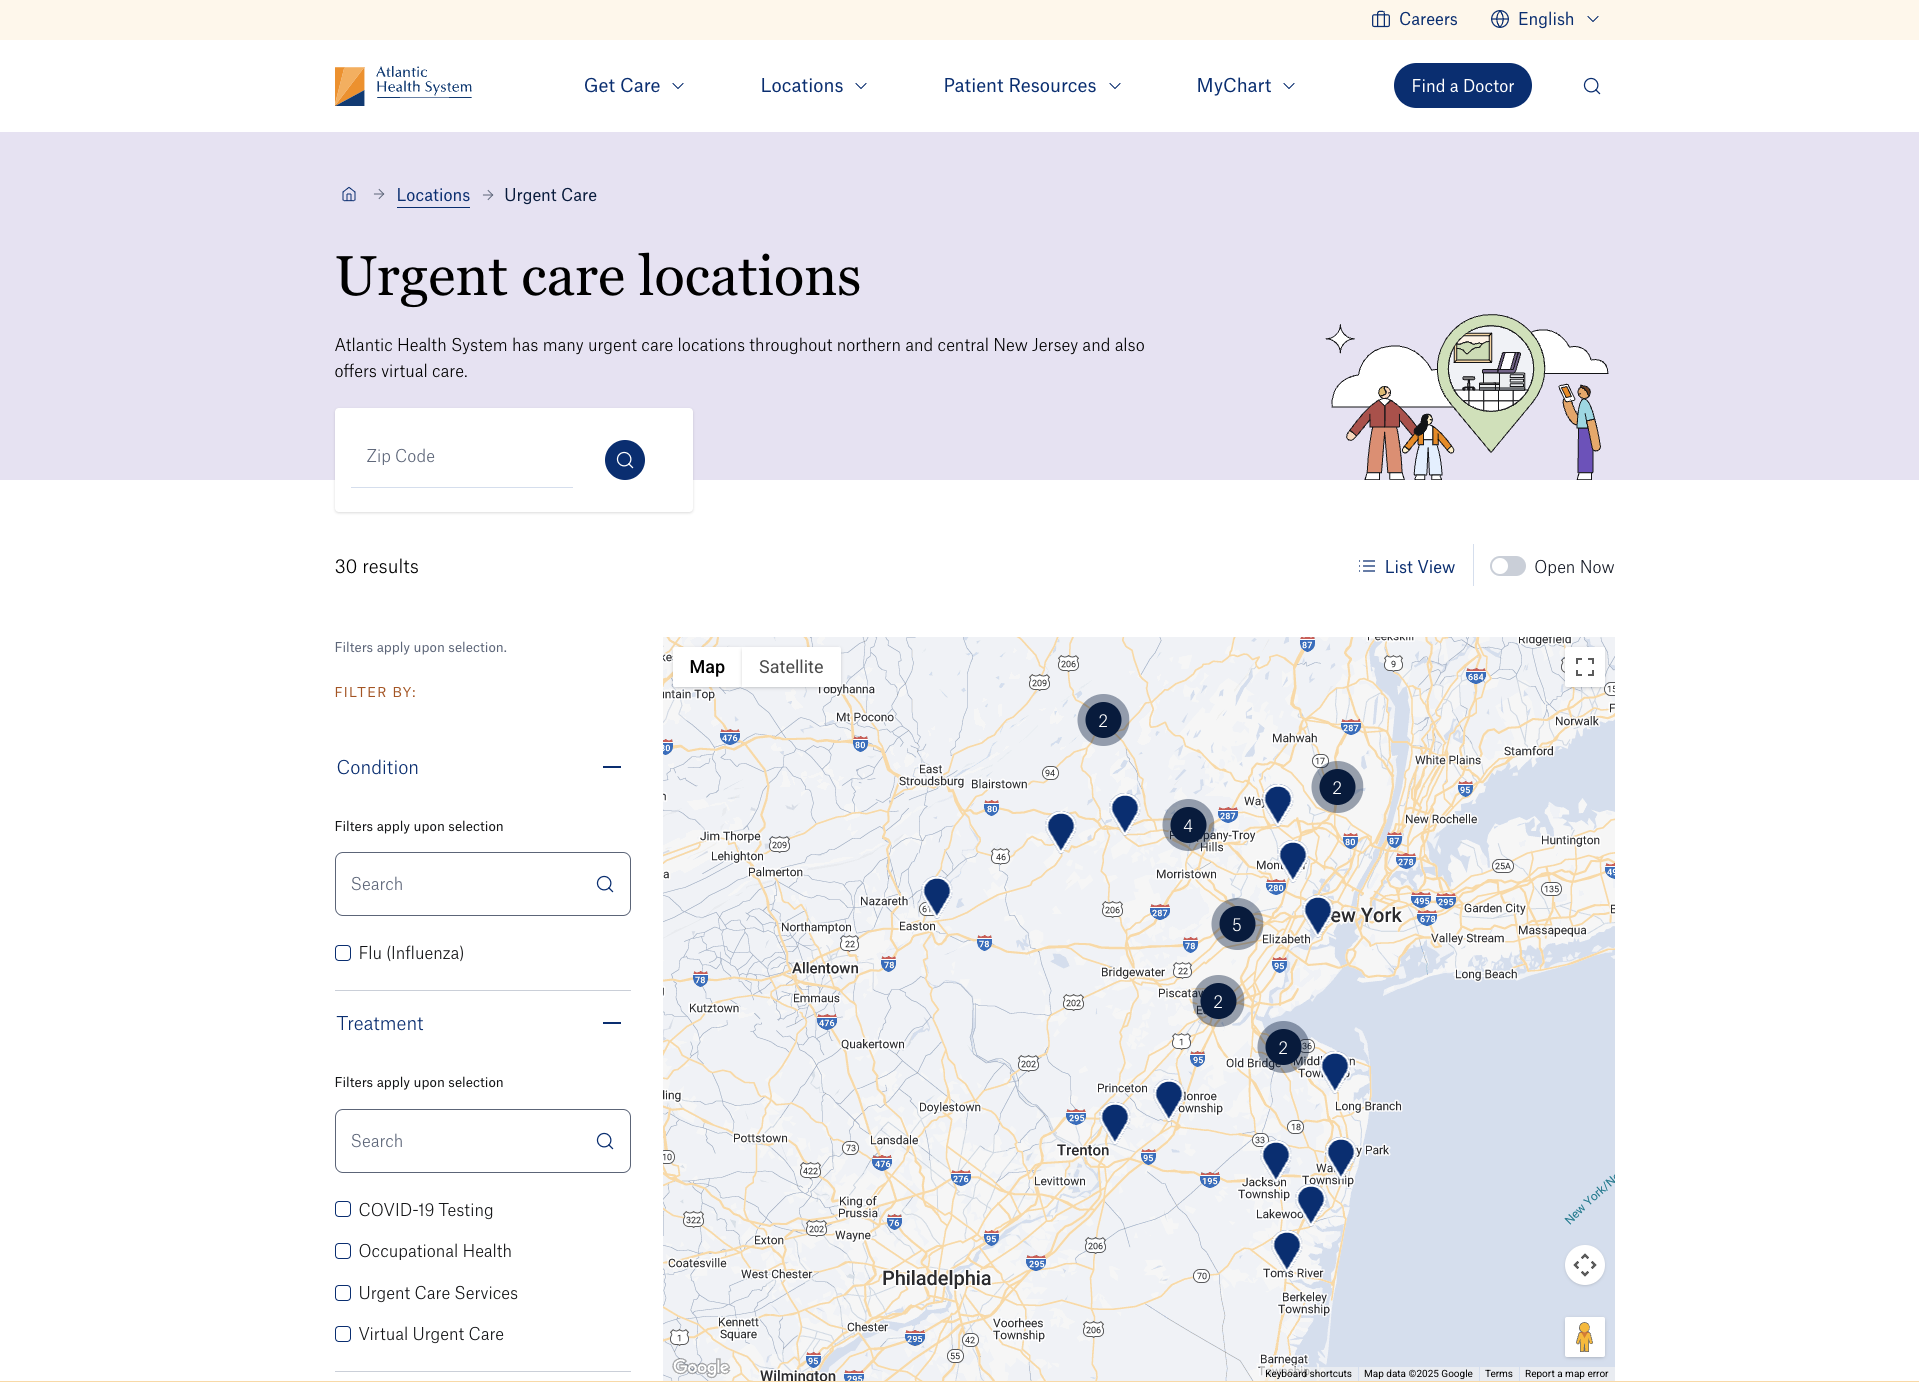 Careers
English
Atlantic
Health System
Get Care
Locations
Patient Resources
MyChart
Find a Doctor
Locations
Urgent Care
Urgent care locations
Atlantic Health System has many urgent care locations throughout northern and central New Jersey and also
offers virtual care.
Zip Code
30 results
List View
Open Now
Filters apply upon selection.
FILTER BY:
Condition
Filters apply upon selection
Search
Flu (Influenza)
Treatment
Filters apply upon selection
Search
COVID-19 Testing
Occupational Health
Urgent Care Services
Virtual Urgent Care
Map
Satellite
Ridgefield
Tobyhanna
Mt Pocono
Norwalk
Mahwah
Stamford
White Plains
East
Stroudsburg
Blairstown
New Rochelle
Jim Thorpe
Lehighton
Palmerton
Hills
Huntington
Morristown
Nazareth
Easton
Northampton
Allentown
Garden City
Massapequa
Elizabeth
Valley Stream
Long Beach
Bridgewater
Emmaus
Kutztown
Quakertown
2
2
4
5
2
2
Princeton
Long Branch
Doylestown
Pottstown
Lansdale
Trenton
Levittown
Jackson
Township
Township
King of
Prussia
Wayne
Exton
Coatesville
West Chester
Philadelphia
Toms River
Berkeley
Township
Kennett
Square
Chester
Voorhees
Township
Barnegat
Wilmington
Google
Keyboard shortcuts
Map data ©2025 Google
Terms
Report a map error